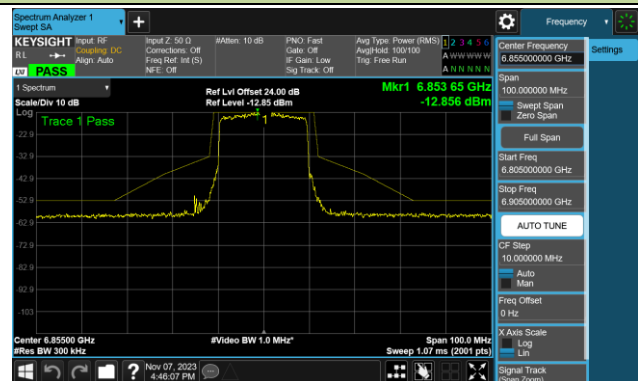 Spectrum Analyzer 1
Swept SA
Frequency
KEYSIGHT
Input: RF
Input Z: 50 Ω
#Atten: 10 dB
PNO: Fast
Avg Type: Power (RMS)
1 2 3 4 5 6
RL
Coupling: DC
Corrections: Off
Gate: Off
Avg|Hold: 100/100
A W W W W W
Align: Auto
Freq Ref: Int (S)
IF Gain: Low
Trig: Free Run
LXI
PASS
NFE: Off
Sig Track: Off
A N N N N N
1 Spectrum
Scale/Div 10 dB
Ref Lvl Offset 24.00 dB
Ref Level -12.85 dBm
Mkr1 6.853 65 GHz
-12.856 dBm
Log
Trace 1 Pass
1
-22.9
-32.9
-42.9
-52.9
-62.9
-72.9
-82.9
-92.9
-103
Center 6.85500 GHz
#Video BW 1.0 MHz*
Span 100.0 MHz
#Res BW 300 kHz
Sweep 1.07 ms (2001 pts)
Nov 07, 2023
4:46:07 PM
?
Center Frequency
6.855000000 GHz
Settings
Span
100.000000 MHz
Swept Span
Zero Span
Full Span
Start Freq
6.805000000 GHz
Stop Freq
6.905000000 GHz
AUTO TUNE
CF Step
10.000000 MHz
Auto
Man
Freq Offset
0 Hz
X Axis Scale
Log
Lin
Signal Track
(Span Zoom)